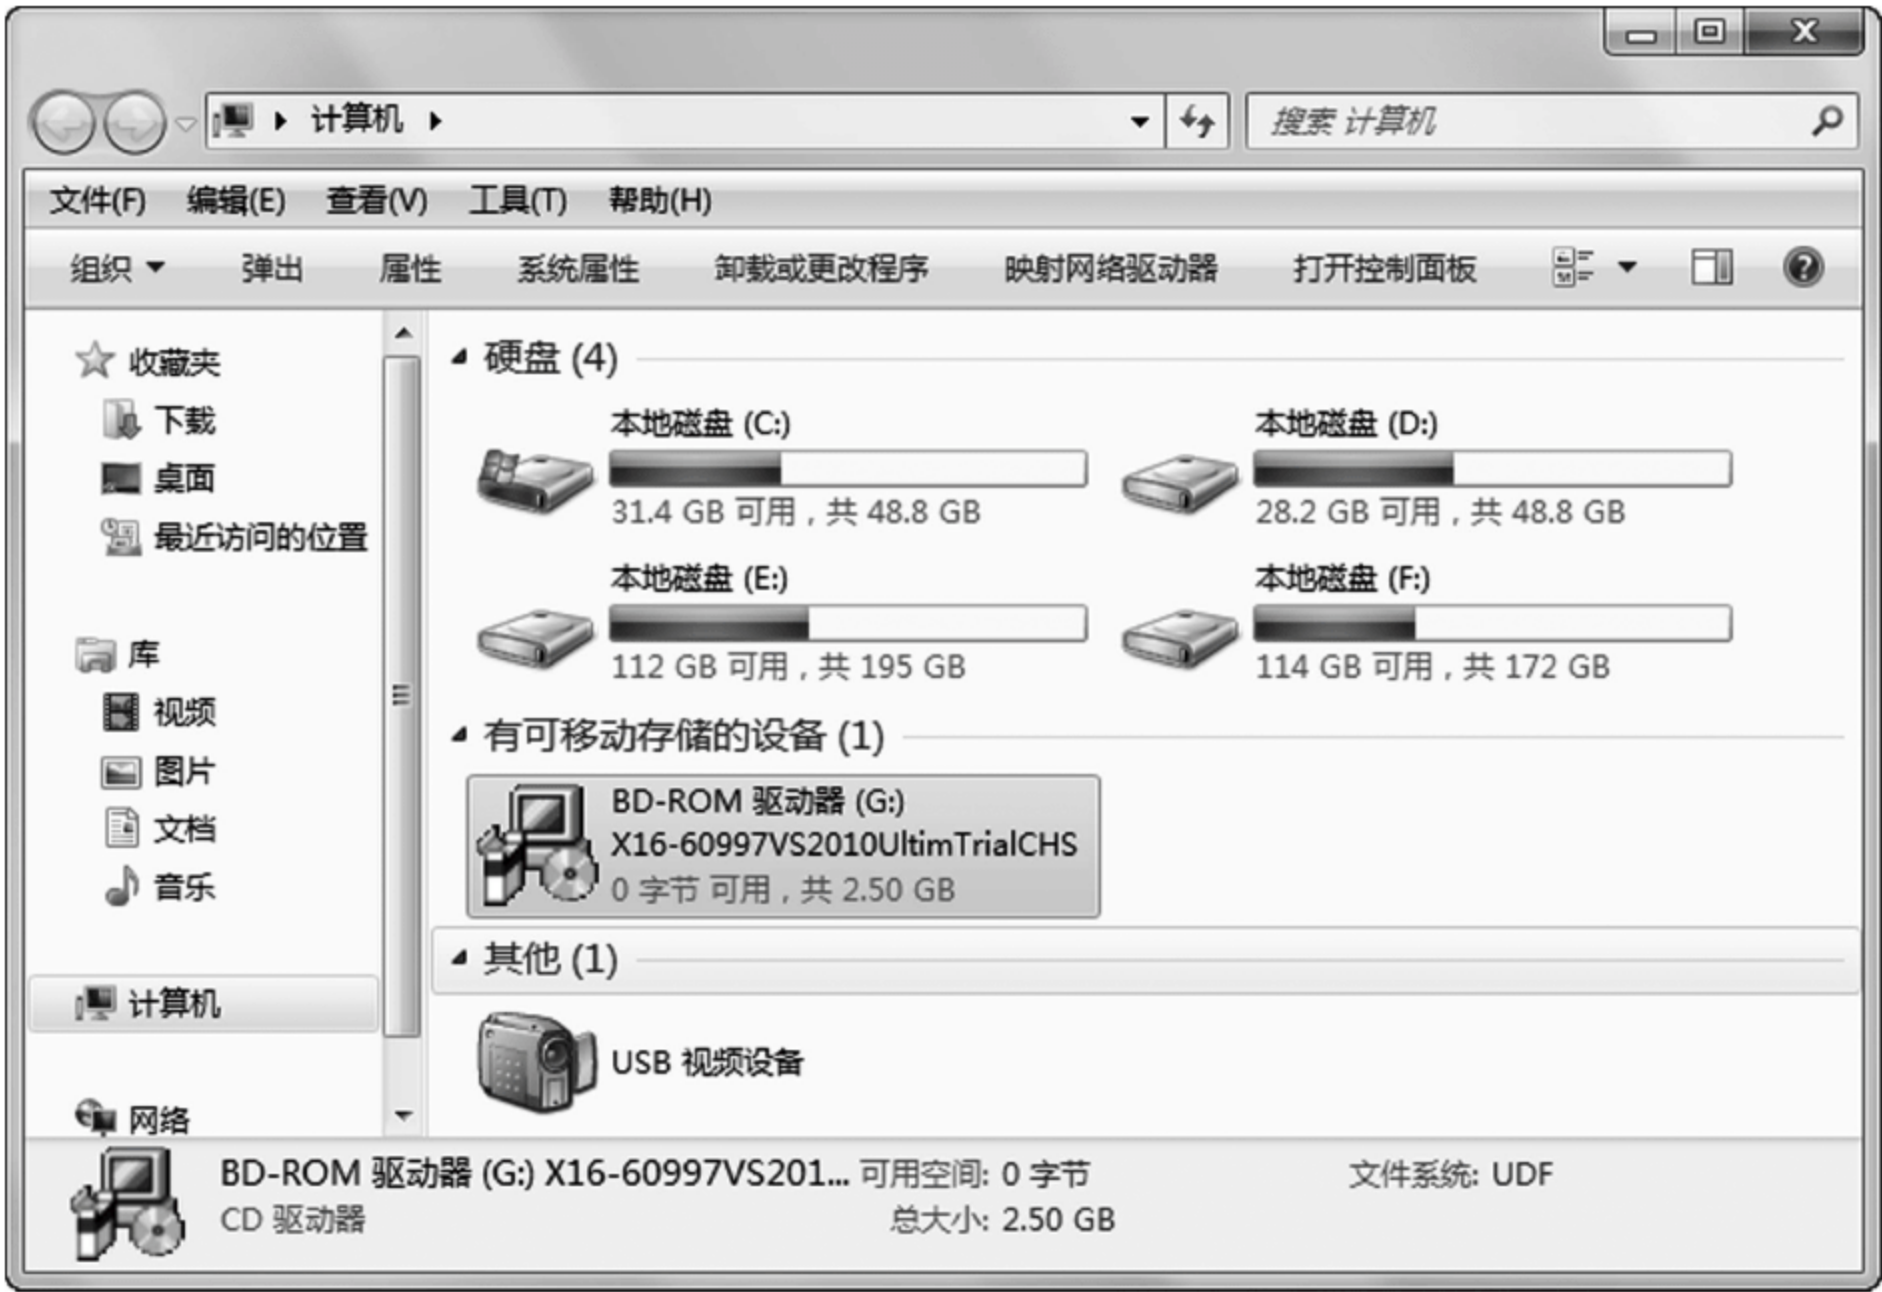 计算机
搜索 计算机
文件(F) 编辑(E) 查看(V) 工具(T) 帮助(H)
组织 弹出 属性 系统属性 卸载或更改程序 映射网络驱动器 打开控制面板
收藏夹
下载
桌面
最近访问的位置
库
视频
图片
文档
音乐
计算机
网络
硬盘 (4)
本地磁盘 (C:)
31.4 GB 可用，共 48.8 GB
本地磁盘 (D:)
28.2 GB 可用，共 48.8 GB
本地磁盘 (E:)
112 GB 可用，共 195 GB
本地磁盘 (F:)
114 GB 可用，共 172 GB
有可移动存储的设备 (1)
BD-ROM 驱动器 (G:)
X16-60997VS2010UltimTrialCHS
0 字节 可用，共 2.50 GB
其他 (1)
USB 视频设备
BD-ROM 驱动器 (G:) X16-60997VS201... 可用空间: 0 字节 文件系统: UDF
CD 驱动器 总大小: 2.50 GB